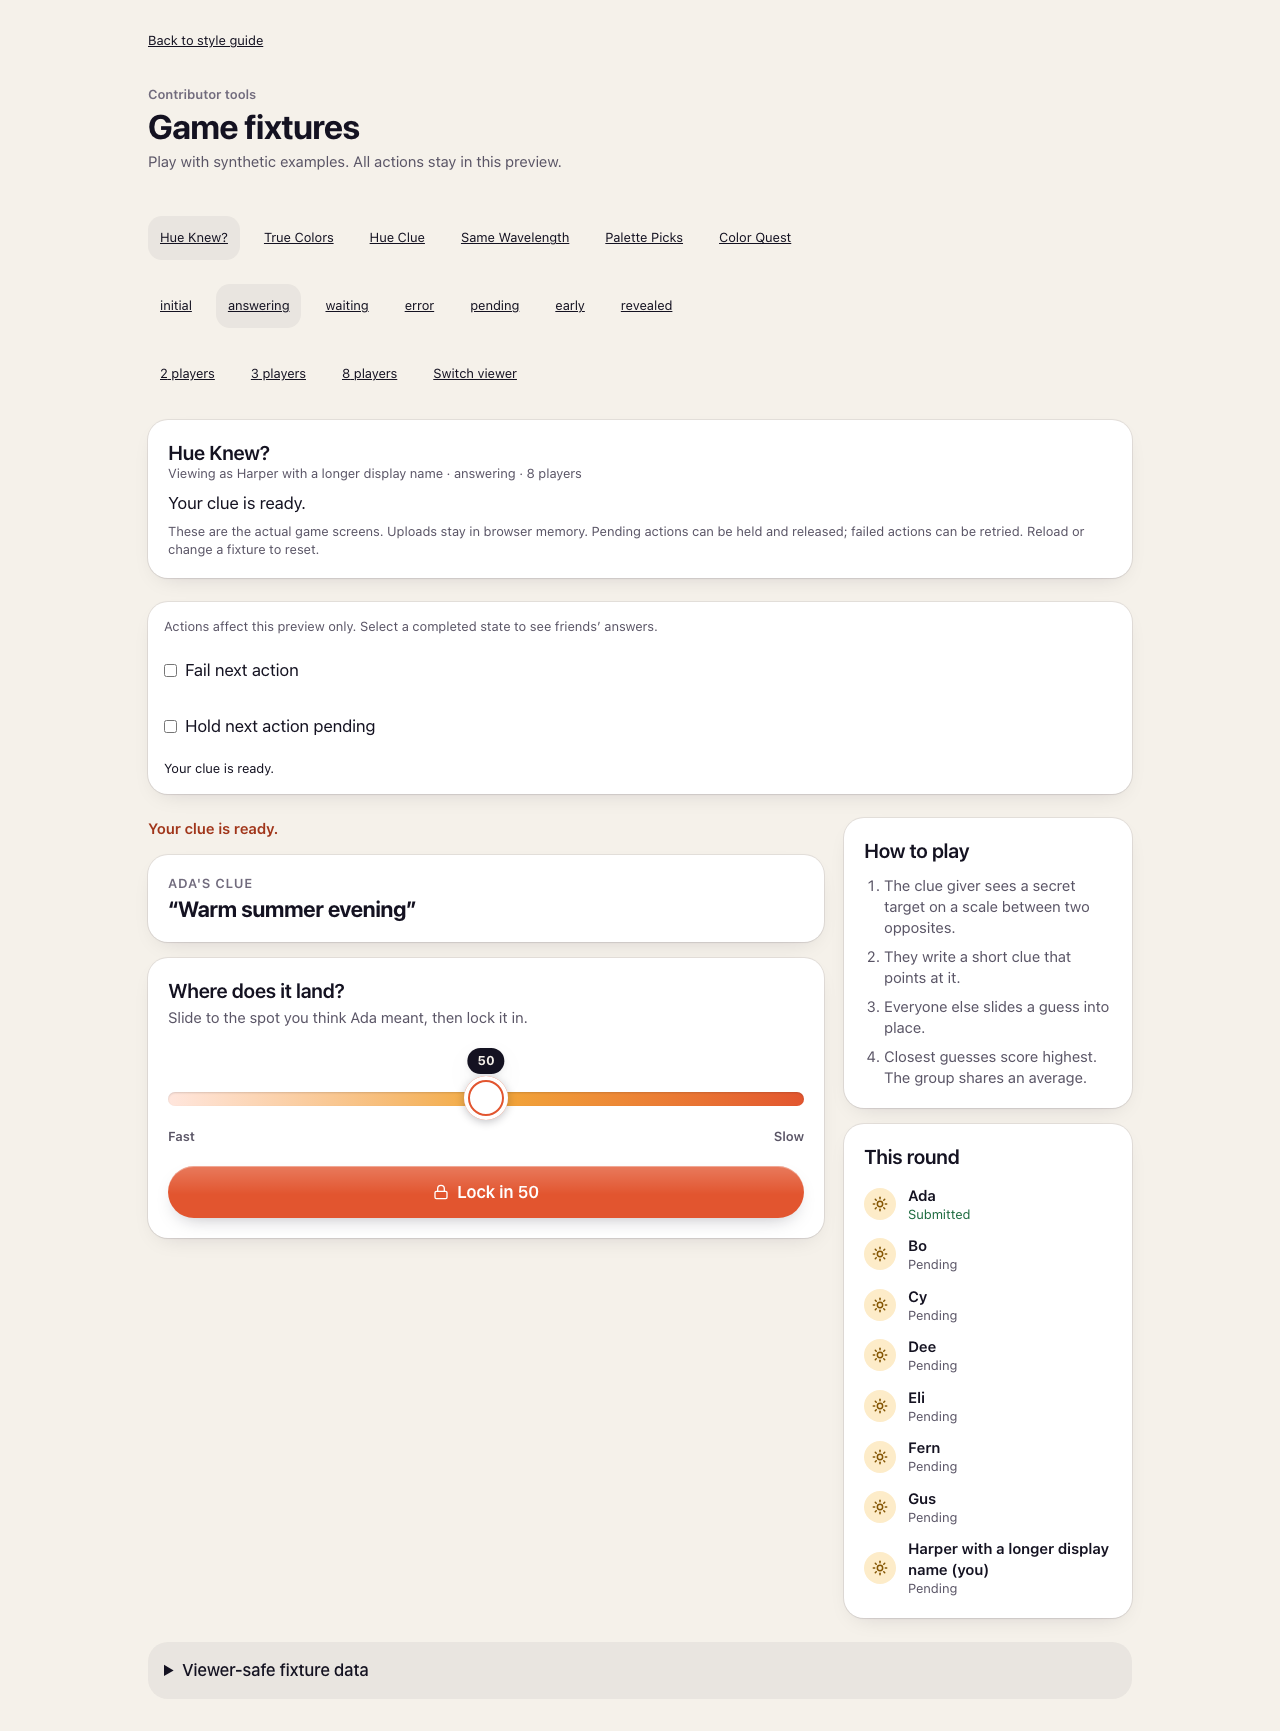 Back to style guide
Contributor tools
Game fixtures
Play with synthetic examples. All actions stay in this preview.
Hue Knew? True Colors Hue Clue Same Wavelength Palette Picks Color Quest
initial answering waiting error pending early revealed
2 players 3 players 8 players Switch viewer
Hue Knew?
Viewing as Harper with a longer display name · answering · 8 players
Your clue is ready.
These are the actual game screens. Uploads stay in browser memory. Pending actions can be held and released; failed actions can be retried. Reload or
change a fixture to reset.
Actions affect this preview only. Select a completed state to see friends’ answers.
Fail next action
Hold next action pending
Your clue is ready.
Your clue is ready.
ADA'S CLUE
“Warm summer evening”
Where does it land?
Slide to the spot you think Ada meant, then lock it in.
50
Fast Slow
Lock in 50
How to play
1. The clue giver sees a secret
target on a scale between two
opposites.
2. They write a short clue that
points at it.
3. Everyone else slides a guess into
place.
4. Closest guesses score highest.
The group shares an average.
This round
Ada
Submitted
Bo
Pending
Cy
Pending
Dee
Pending
Eli
Pending
Fern
Pending
Gus
Pending
Harper with a longer display
name (you)
Pending
Viewer-safe fixture data